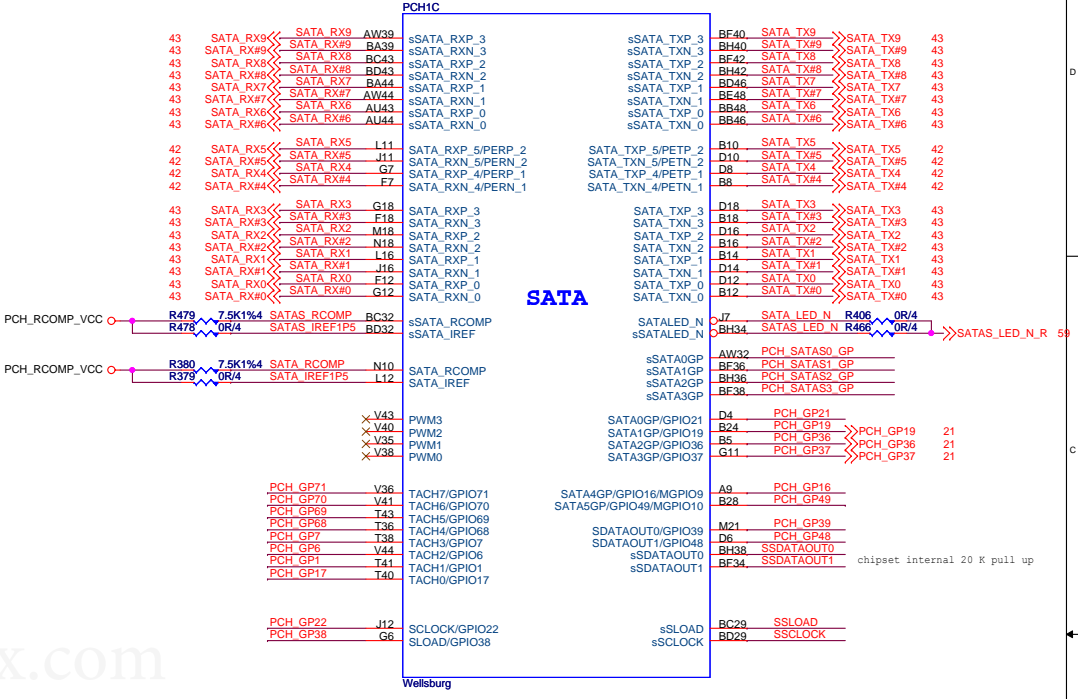 PCH1C
43 SATA_RX9 SATA_RX9 AW39 sSATA_RXP_3 sSATA_TXP_3 BF40 SATA_TX9 SATA_TX9 43
43 SATA_RX#9 SATA_RX#9 BA39 sSATA_RXN_3 sSATA_TXN_3 BH40 SATA_TX#9 SATA_TX#9 43
43 SATA_RX8 SATA_RX8 BC43 sSATA_RXP_2 sSATA_TXP_2 BF42 SATA_TX8 SATA_TX8 43
43 SATA_RX#8 SATA_RX#8 BD43 sSATA_RXN_2 sSATA_TXN_2 BH42 SATA_TX#8 SATA_TX#8 43
D
43 SATA_RX7 SATA_RX7 BA44 sSATA_RXP_1 sSATA_TXP_1 BD46 SATA_TX7 SATA_TX7 43
43 SATA_RX#7 SATA_RX#7 AW44 sSATA_RXN_1 sSATA_TXN_1 BE48 SATA_TX#7 SATA_TX#7 43
43 SATA_RX6 SATA_RX6 AU43 sSATA_RXP_0 sSATA_TXP_0 BB48 SATA_TX6 SATA_TX6 43
43 SATA_RX#6 SATA_RX#6 AU44 sSATA_RXN_0 sSATA_TXN_0 BB46 SATA_TX#6 SATA_TX#6 43
42 SATA_RX5 SATA_RX5 L11 SATA_RXP_5/PERP_2 SATA_TXP_5/PETP_2 B10 SATA_TX5 SATA_TX5 42
42 SATA_RX#5 SATA_RX#5 J11 SATA_RXN_5/PERN_2 SATA_TXN_5/PETN_2 D10 SATA_TX#5 SATA_TX#5 42
42 SATA_RX4 SATA_RX4 G7 SATA_RXP_4/PERP_1 SATA_TXP_4/PETP_1 D8 SATA_TX4 SATA_TX4 42
42 SATA_RX#4 SATA_RX#4 F7 SATA_RXN_4/PERN_1 SATA_TXN_4/PETN_1 B8 SATA_TX#4 SATA_TX#4 42
43 SATA_RX3 SATA_RX3 G18 SATA_RXP_3 SATA_TXP_3 D18 SATA_TX3 SATA_TX3 43
43 SATA_RX#3 SATA_RX#3 F18 SATA_RXN_3 SATA_TXN_3 B18 SATA_TX#3 SATA_TX#3 43
43 SATA_RX2 SATA_RX2 M18 SATA_RXP_2 SATA_TXP_2 D16 SATA_TX2 SATA_TX2 43
43 SATA_RX#2 SATA_RX#2 N18 SATA_RXN_2 SATA_TXN_2 B16 SATA_TX#2 SATA_TX#2 43
43 SATA_RX1 SATA_RX1 L16 SATA_RXP_1 SATA_TXP_1 B14 SATA_TX1 SATA_TX1 43
43 SATA_RX#1 SATA_RX#1 J16 SATA_RXN_1 SATA_TXN_1 D14 SATA_TX#1 SATA_TX#1 43
43 SATA_RX0 SATA_RX0 F12 SATA_RXP_0 SATA_TXP_0 D12 SATA_TX0 SATA_TX0 43
43 SATA_RX#0 SATA_RX#0 G12 SATA_RXN_0 SATA_TXN_0 B12 SATA_TX#0 SATA_TX#0 43
SATA
PCH_RCOMP_VCC R479 7.5K1%4 SATAS_RCOMP BC32 sSATA_RCOMP SATALED_N J7 SATA_LED_N R406 0R/4
R478 0R/4 SATAS_IREF1P5 BD32 sSATA_IREF sSATALED_N BH34 SATAS_LED_N R466 0R/4 SATAS_LED_N_R 59
sSATA0GP AW32 PCH_SATAS0_GP
PCH_RCOMP_VCC R380 7.5K1%4 SATA_RCOMP N10 SATA_RCOMP sSATA1GP BF36 PCH_SATAS1_GP
R379 0R/4 SATA_IREF1P5 L12 SATA_IREF sSATA2GP BH36 PCH_SATAS2_GP
sSATA3GP BF38 PCH_SATAS3_GP
V43 PWM3 SATA0GP/GPIO21 D4 PCH_GP21
V40 PWM2 SATA1GP/GPIO19 B24 PCH_GP19 PCH_GP19 21
V35 PWM1 SATA2GP/GPIO36 B5 PCH_GP36 PCH_GP36 21
C
V38 PWM0 SATA3GP/GPIO37 G11 PCH_GP37 PCH_GP37 21
PCH_GP71 V36 TACH7/GPIO71 SATA4GP/GPIO16/MGPIO9 A9 PCH_GP16
PCH_GP70 V41 TACH6/GPIO70 SATA5GP/GPIO49/MGPIO10 B28 PCH_GP49
PCH_GP69 T43 TACH5/GPIO69
PCH_GP68 T36 TACH4/GPIO68 SDATAOUT0/GPIO39 M21 PCH_GP39
PCH_GP7 T38 TACH3/GPIO7 SDATAOUT1/GPIO48 D6 PCH_GP48
PCH_GP6 V44 TACH2/GPIO6 sSDATAOUT0 BH38 SSDATAOUT0
PCH_GP1 T41 TACH1/GPIO1 sSDATAOUT1 BF34 SSDATAOUT1 chipset internal 20 K pull up
PCH_GP17 T40 TACH0/GPIO17
PCH_GP22 J12 SCLOCK/GPIO22 sSLOAD BC29 SSLOAD
PCH_GP38 G6 SLOAD/GPIO38 sSCLOCK BD29 SSCLOCK
x.com
Wellsburg